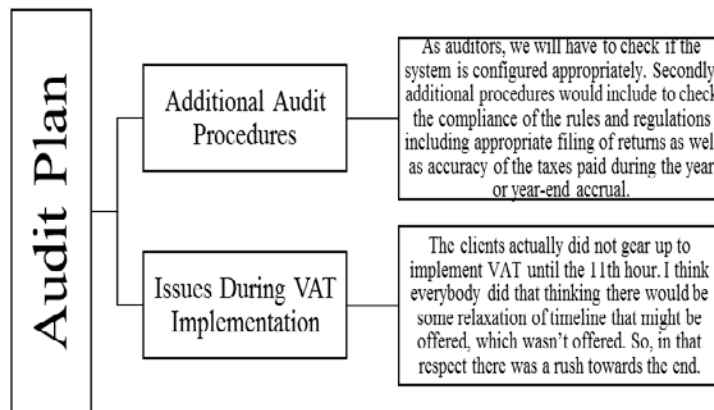 Audit Plan
Additional Audit
Procedures
As auditors, we will have to check if the
system is configured appropriately. Secondly
additional procedures would include to check
the compliance of the rules and regulations
including appropriate filing of returns as well
as accuracy of the taxes paid during the year
or year-end accrual.
Issues During VAT
Implementation
The clients actually did not gear up to
implement VAT until the 11th hour. I think
everybody did that thinking there would be
some relaxation of timeline that might be
offered, which wasn’t offered. So, in that
respect there was a rush towards the end.